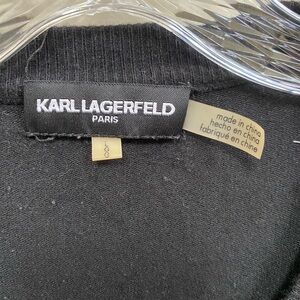 KARL LAGERFELD
PARIS
made in china
hecho en china
fabriqué en chine